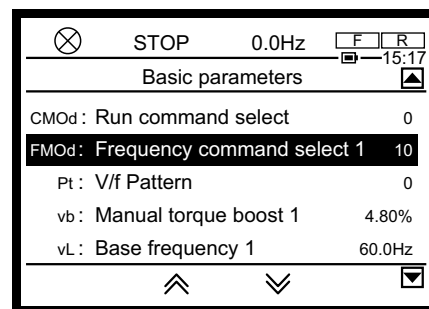 STOP 0.0Hz F R
15:17
Basic parameters
CMOd : Run command select 0
FMOd : Frequency command select 1 10
Pt : V/f Pattern 0
vb : Manual torque boost 1 4.80%
vL : Base frequency 1 60.0Hz